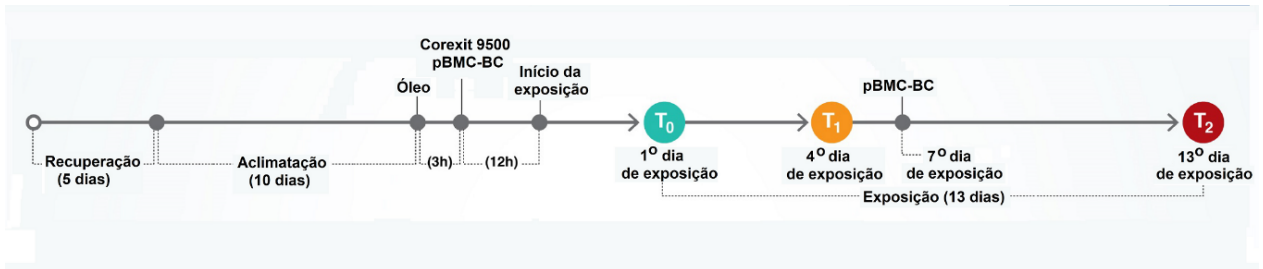 Corexit 9500
pBMC-BC
Óleo
Início da
exposição
pBMC-BC
T0
T1
T2
Recuperação
(5 dias)
Aclimatação
(10 dias)
(3h)
(12h)
1º dia
de exposição
4º dia
de exposição
7º dia
de exposição
13º dia
de exposição
Exposição (13 dias)